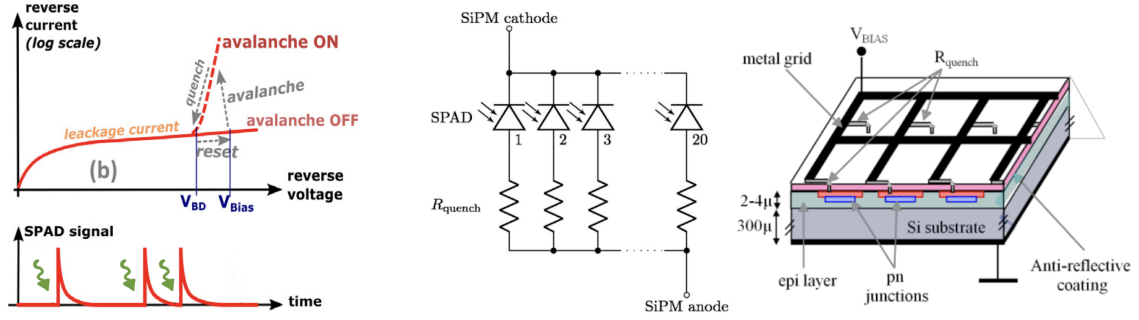 reverse
current
(log scale)
avalanche ON
quench
avalanche
leakage current
avalanche OFF
(b)
reset
reverse
voltage
V_BD
V_Bias
SPAD signal
time
SiPM cathode
SPAD
1
2
3
20
R_quench
SiPM anode
V_BIAS
metal grid
R_quench
2-4μ
300μ
Si substrate
epi layer
pn
junctions
Anti-reflective
coating